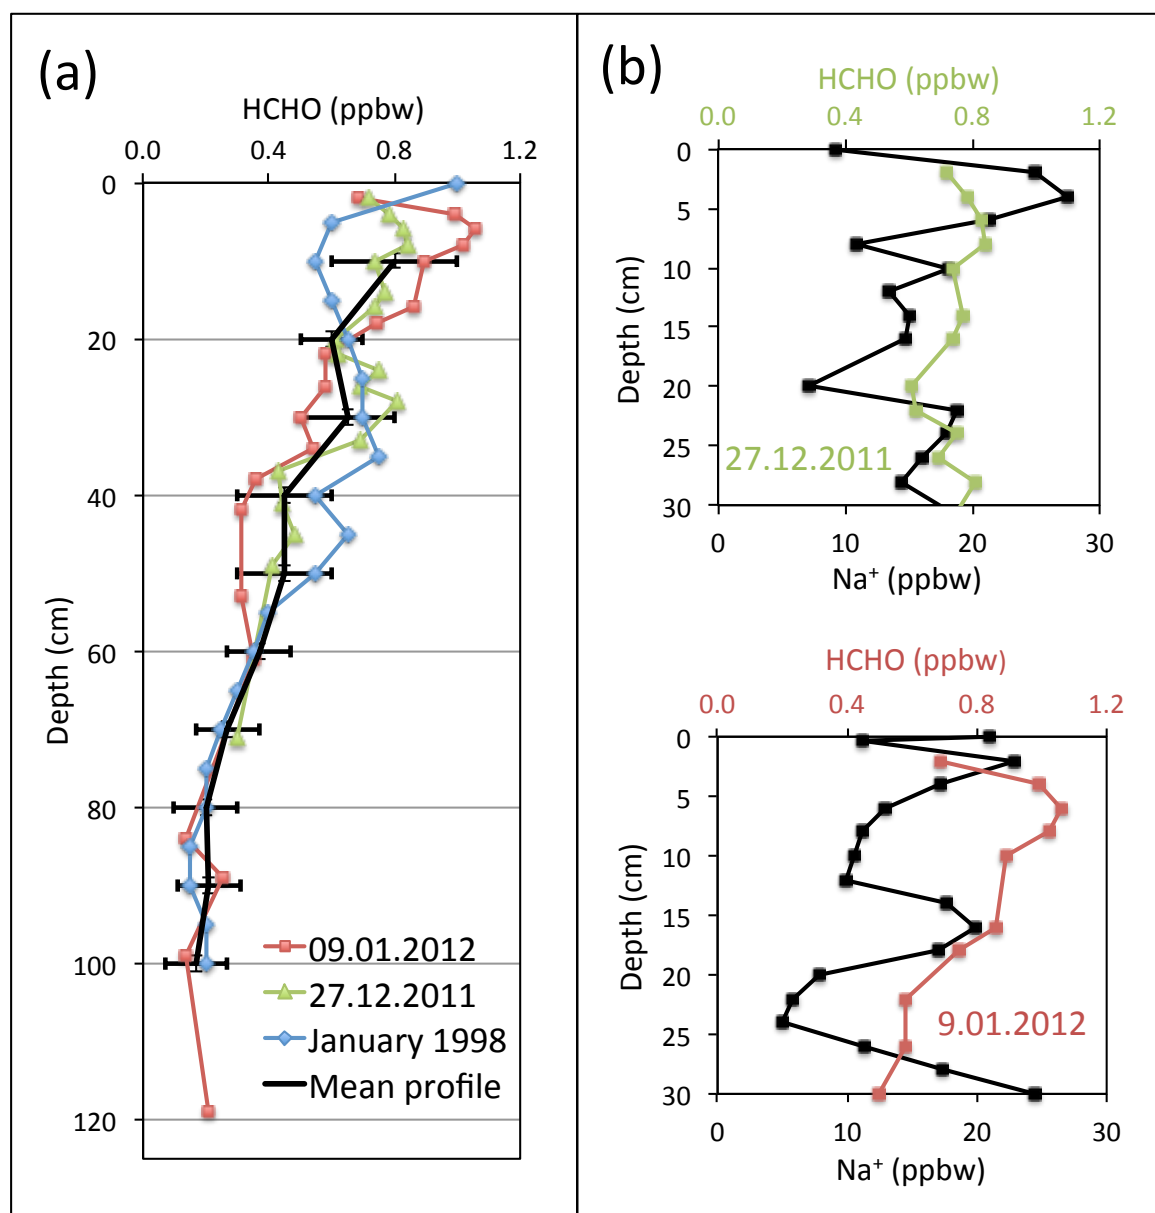 (a)
HCHO (ppbw)
0.0 0.4 0.8 1.2
0
20
40
60
80
100
120
Depth (cm)
09.01.2012
27.12.2011
January 1998
Mean profile
(b)
HCHO (ppbw)
0.0 0.4 0.8 1.2
0
5
10
15
20
25
30
Depth (cm)
27.12.2011
0 10 20 30
Na⁺ (ppbw)
HCHO (ppbw)
0.0 0.4 0.8 1.2
0
5
10
15
20
25
30
Depth (cm)
9.01.2012
0 10 20 30
Na⁺ (ppbw)